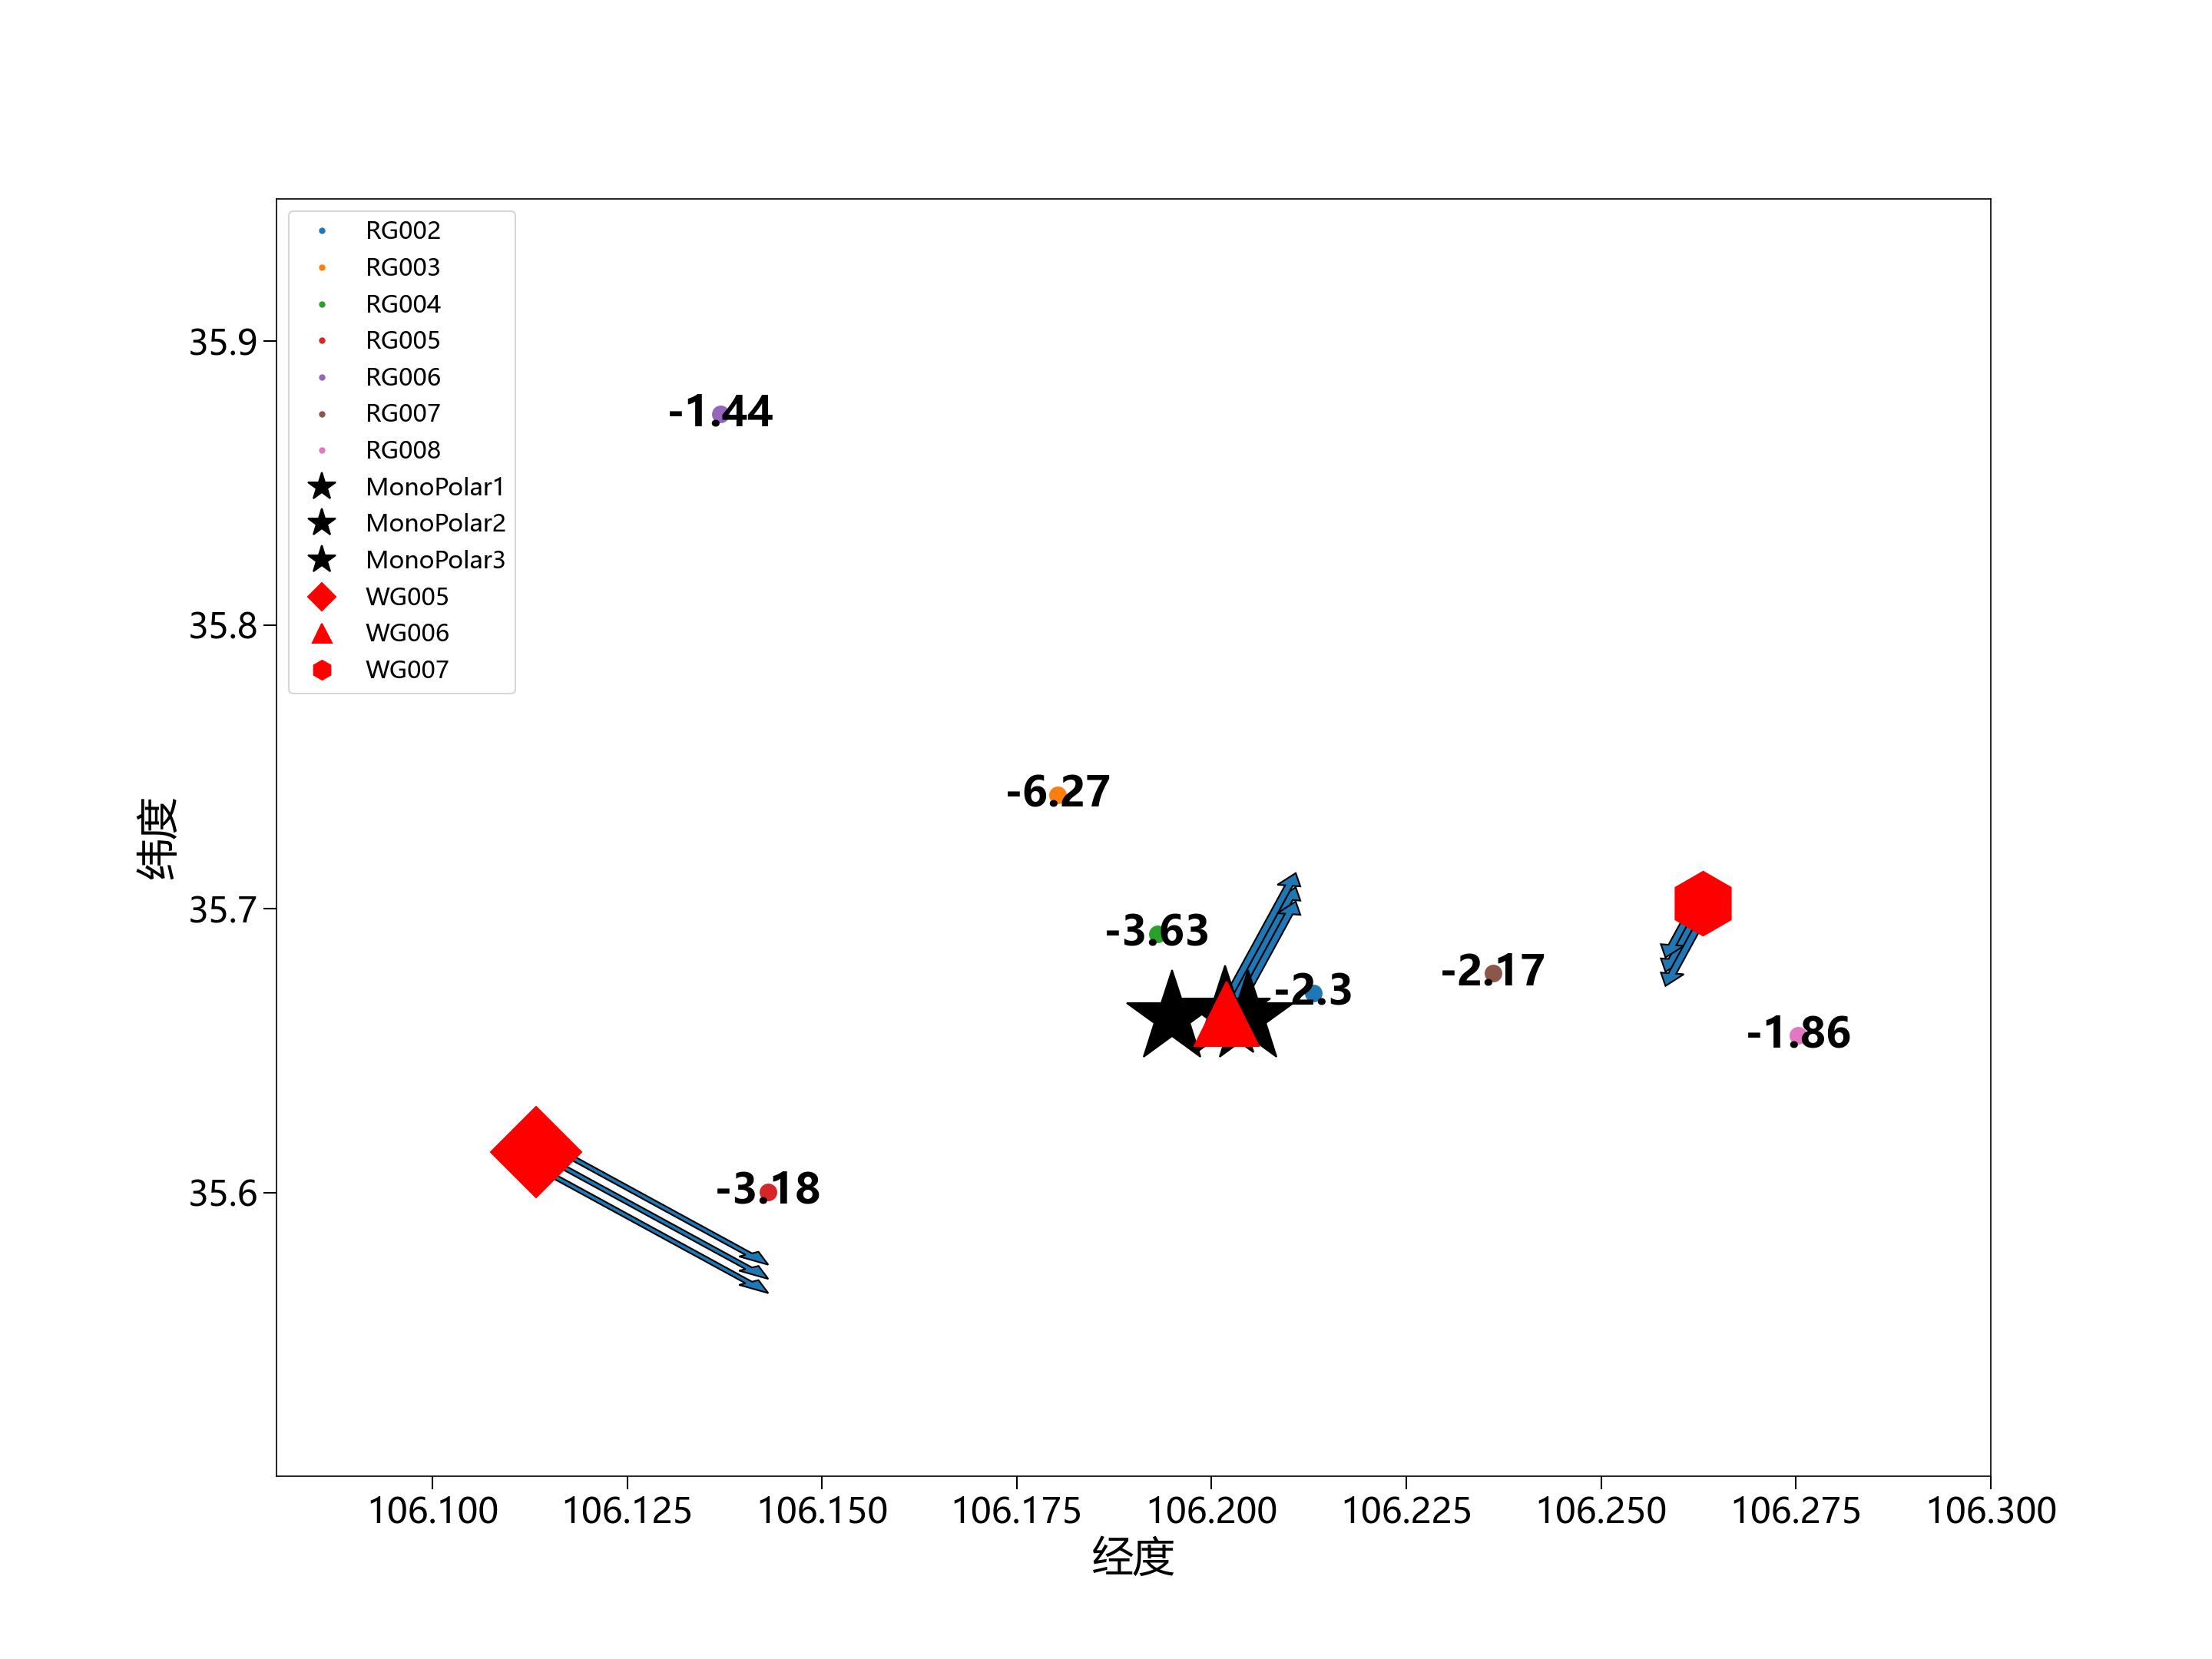 RG002
RG003
RG004
RG005
RG006
RG007
RG008
MonoPolar1
MonoPolar2
MonoPolar3
WG005
WG006
WG007
35.9
35.8
35.7
35.6
纬度
-1.44
-6.27
-3.63
-2.3
-2.17
-1.86
-3.18
106.100
106.125
106.150
106.175
106.200
106.225
106.250
106.275
106.300
经度